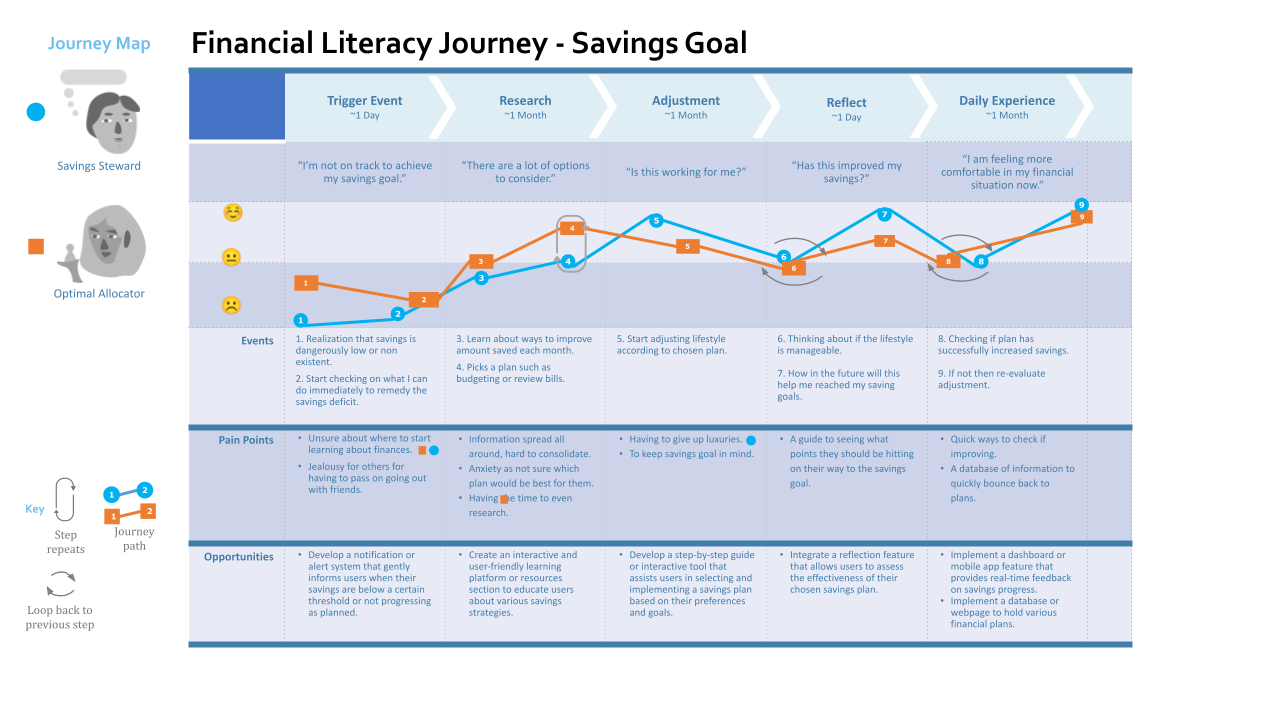 Journey Map
Financial Literacy Journey - Savings Goal
Savings Steward
Optimal Allocator
Trigger Event
~1 Day
Research
~1 Month
Adjustment
~1 Month
Reflect
~1 Day
Daily Experience
~1 Month
“I’m not on track to achieve
my savings goal.”
“There are a lot of options
to consider.”
“Is this working for me?”
“Has this improved my
savings?”
“I am feeling more
comfortable in my financial
situation now.”
1
2
3
4
5
6
7
8
9
1
2
3
4
5
6
7
8
9
Events
1. Realization that savings is
dangerously low or non
existent.
2. Start checking on what I can
do immediately to remedy the
savings deficit.
3. Learn about ways to improve
amount saved each month.
4. Picks a plan such as
budgeting or review bills.
5. Start adjusting lifestyle
according to chosen plan.
6. Thinking about if the lifestyle
is manageable.
7. How in the future will this
help me reached my saving
goals.
8. Checking if plan has
successfully increased savings.
9. If not then re-evaluate
adjustment.
Pain Points
• Unsure about where to start
learning about finances.
• Jealousy for others for
having to pass on going out
with friends.
• Information spread all
around, hard to consolidate.
• Anxiety as not sure which
plan would be best for them.
• Having time to even
research.
• Having to give up luxuries.
• To keep savings goal in mind.
• A guide to seeing what
points they should be hitting
on their way to the savings
goal.
• Quick ways to check if
improving.
• A database of information to
quickly bounce back to
plans.
Opportunities
• Develop a notification or
alert system that gently
informs users when their
savings are below a certain
threshold or not progressing
as planned.
• Create an interactive and
user-friendly learning
platform or resources
section to educate users
about various savings
strategies.
• Develop a step-by-step guide
or interactive tool that
assists users in selecting and
implementing a savings plan
based on their preferences
and goals.
• Integrate a reflection feature
that allows users to assess
the effectiveness of their
chosen savings plan.
• Implement a dashboard or
mobile app feature that
provides real-time feedback
on savings progress.
• Implement a database or
webpage to hold various
financial plans.
Key
Step
repeats
1 2
1 2
Journey
path
Loop back to
previous step